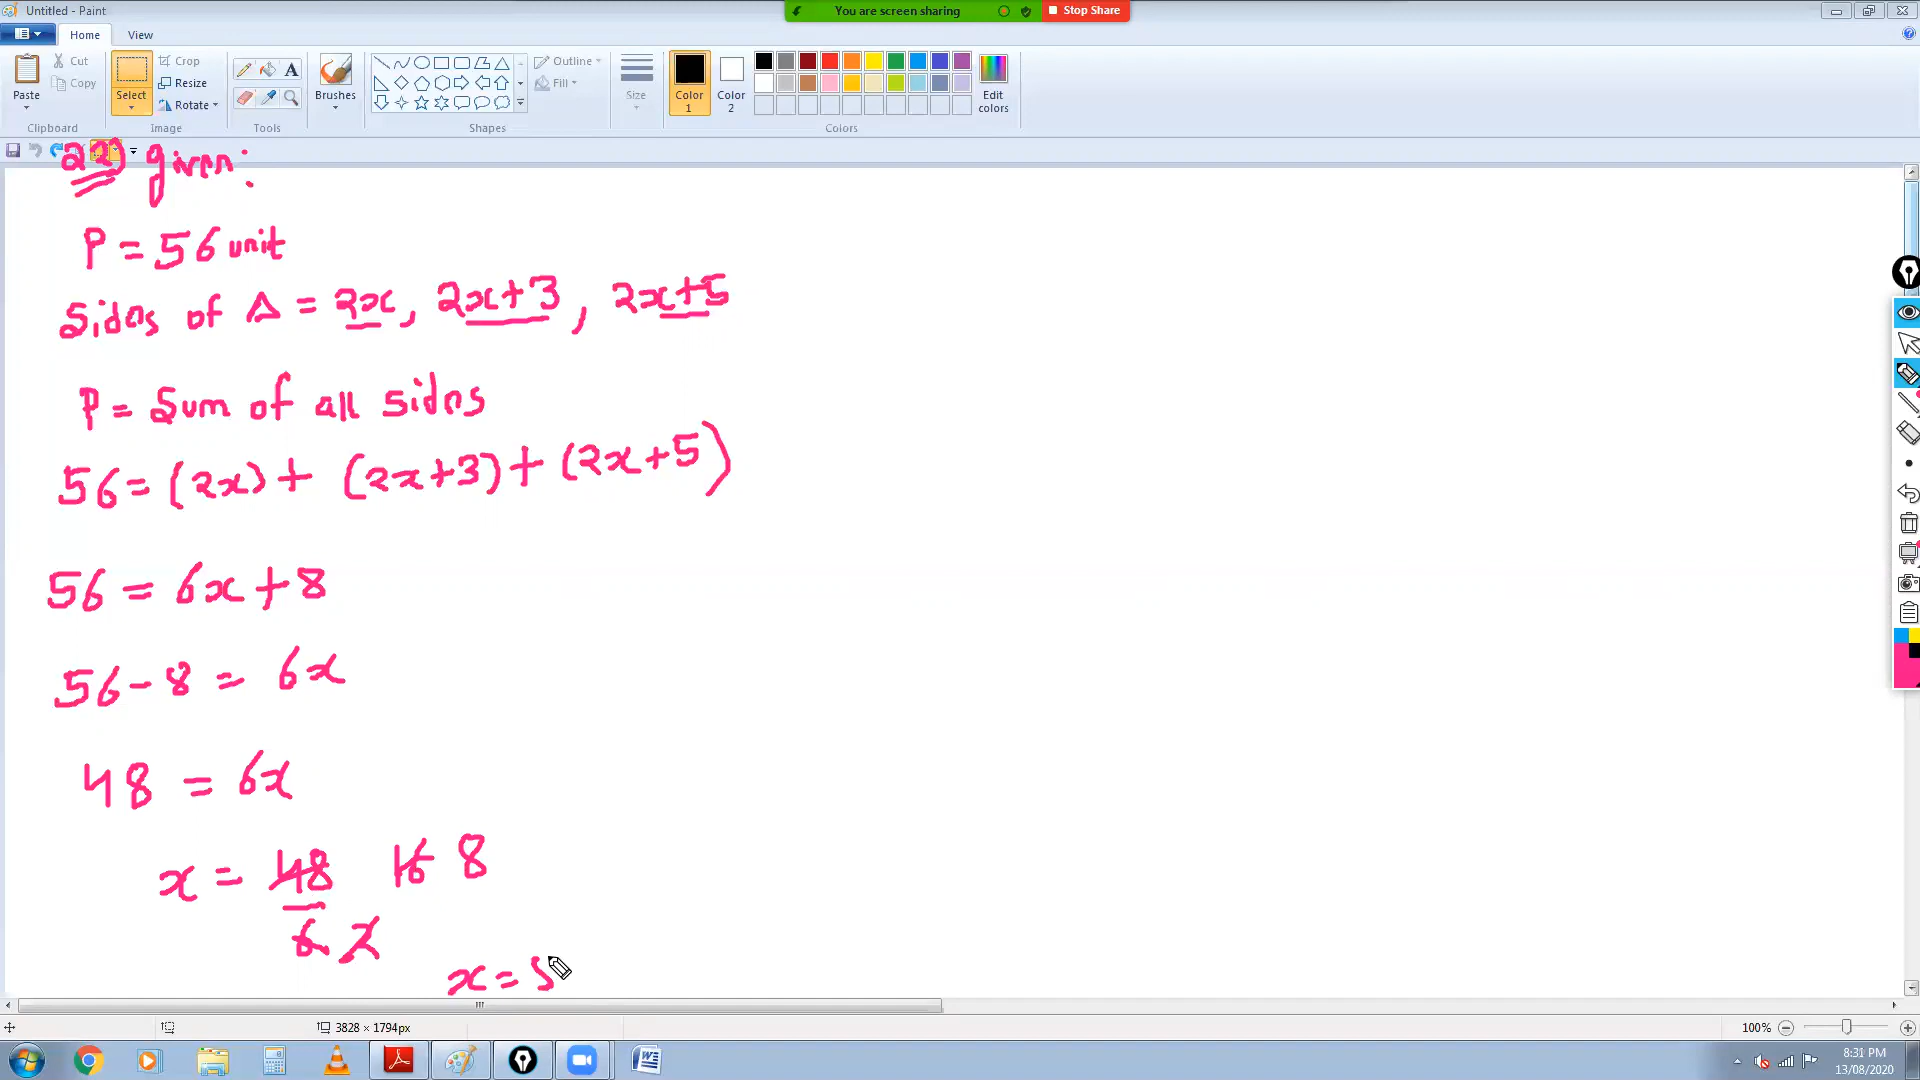 Untitled - Paint
You are screen sharing
Stop Share
Home
View
Paste
Cut
Copy
Clipboard
Select
Crop
Resize
Rotate
Image
A
Tools
Brushes
Shapes
Outline
Fill
Size
Color 1
Color 2
Edit colors
Colors
22) given:
P = 56 unit
Sides of Δ = 2x, 2x+3, 2x+5
P = Sum of all sides
56 = (2x) + (2x+3) + (2x+5)
56 = 6x + 8
56 - 8 = 6x
48 = 6x
x = 48 16 8
6 2
x =
3828 × 1794px
100%
8:31 PM
13/08/2020